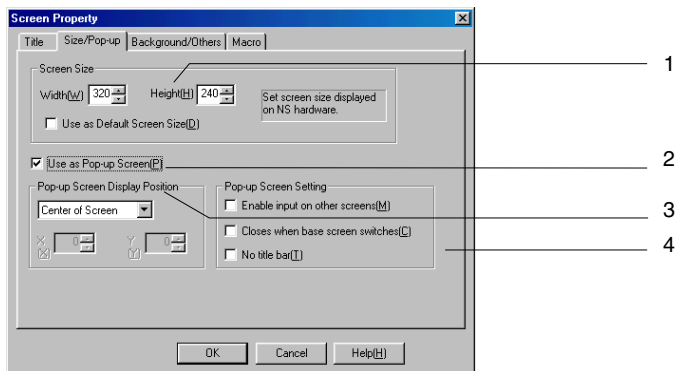 Screen Property
Title Size/Pop-up Background/Others Macro
Screen Size
Width(W) 320 Height(H) 240
Set screen size displayed
on NS hardware.
Use as Default Screen Size(D)
Use as Pop-up Screen(P)
Pop-up Screen Display Position
Center of Screen
X
(X) 0 Y
(Y) 0
Pop-up Screen Setting
Enable input on other screens(M)
Closes when base screen switches(C)
No title bar(T)
OK Cancel Help(H)
1
2
3
4